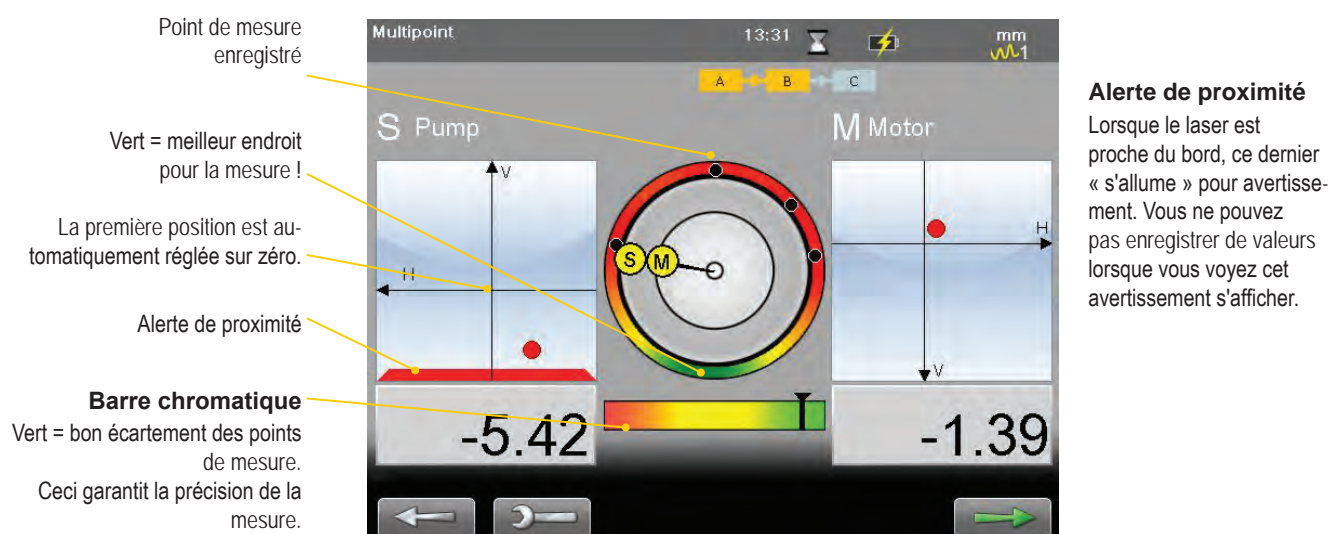 Point de mesure
enregistré
Vert = meilleur endroit
pour la mesure !
La première position est au-
tomatiquement réglée sur zéro.
Alerte de proximité
Barre chromatique
Vert = bon écartement des points
de mesure.
Ceci garantit la précision de la
mesure.
Multipoint
13:31
mm
1
A
B
C
S Pump
M Motor
V
H
S
M
H
V
-5.42
-1.39
Alerte de proximité
Lorsque le laser est
proche du bord, ce dernier
« s'allume » pour avertisse-
ment. Vous ne pouvez
pas enregistrer de valeurs
lorsque vous voyez cet
avertissement s'afficher.